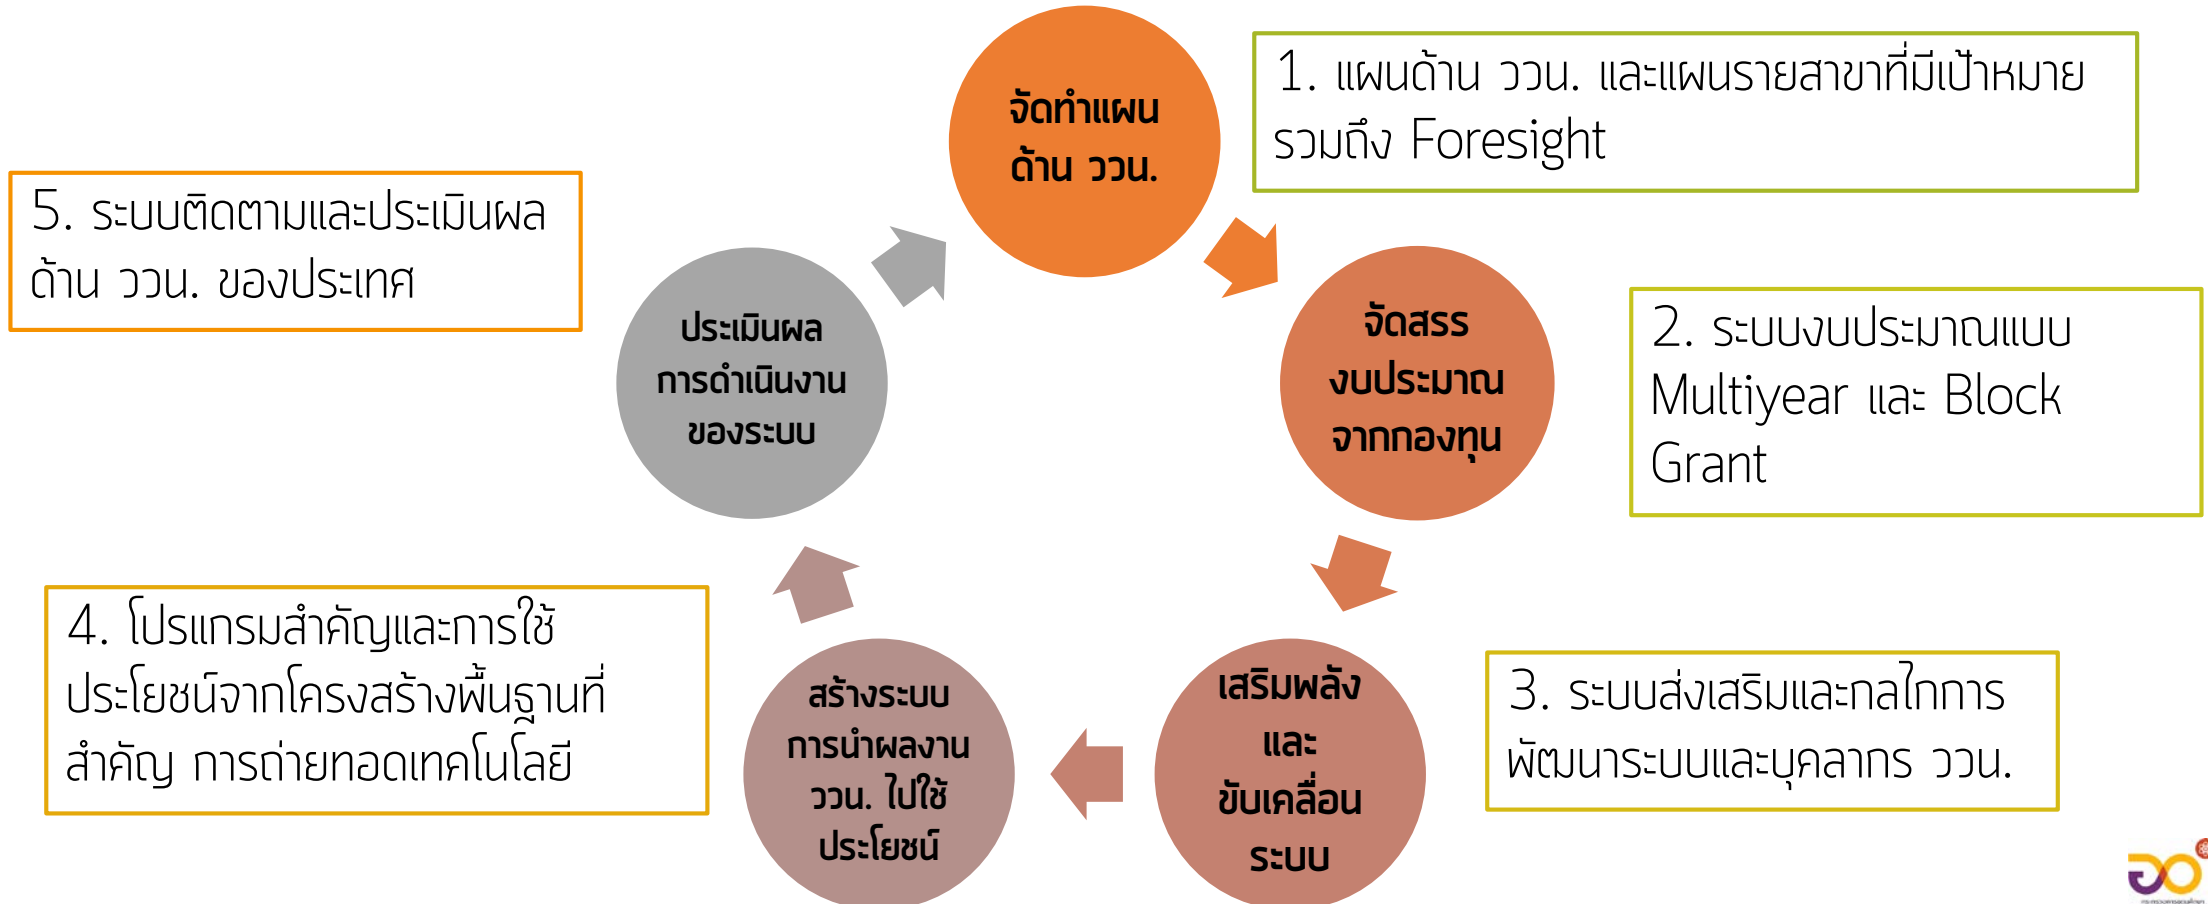 จัดทำแผน
ด้าน ววน.
1. แผนด้าน ววน. และแผนรายสาขาที่มีเป้าหมาย
รวมถึง Foresight
จัดสรร
งบประมาณ
จากกองทุน
2. ระบบงบประมาณแบบ
Multiyear และ Block
Grant
เสริมพลัง
และ
ขับเคลื่อน
ระบบ
3. ระบบส่งเสริมและกลไกการ
พัฒนาระบบและบุคลากร ววน.
สร้างระบบ
การนำผลงาน
ววน. ไปใช้
ประโยชน์
4. โปรแกรมสำคัญและการใช้
ประโยชน์จากโครงสร้างพื้นฐานที่
สำคัญ การถ่ายทอดเทคโนโลยี
ประเมินผล
การดำเนินงาน
ของระบบ
5. ระบบติดตามและประเมินผล
ด้าน ววน. ของประเทศ